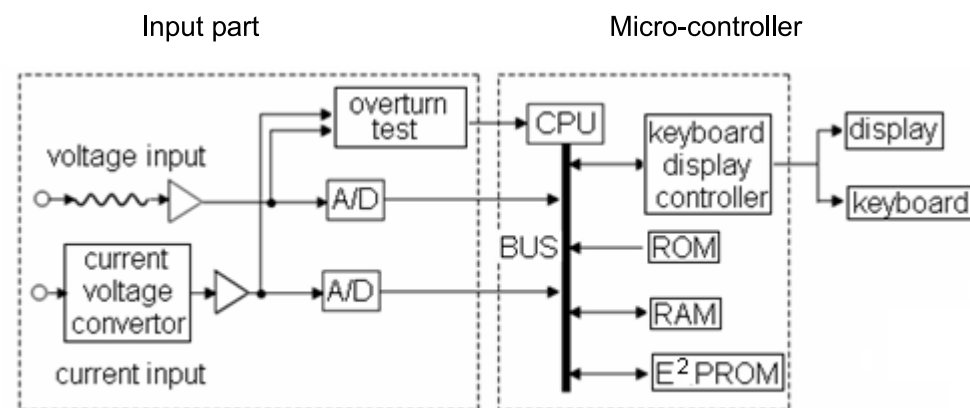 Input part
Micro-controller
overturn
test
voltage input
A/D
current
voltage
convertor
A/D
current input
CPU
keyboard
display
controller
BUS
ROM
RAM
E² PROM
display
keyboard